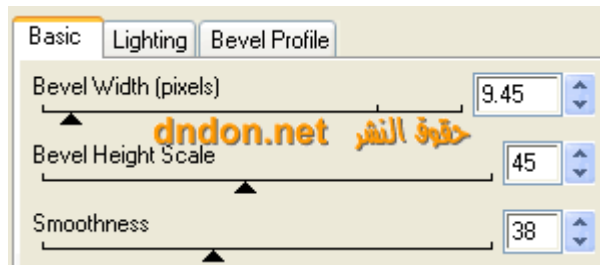 Basic Lighting Bevel Profile
Bevel Width (pixels) 9.45
dndon.net حقوق النشر
Bevel Height Scale 45
Smoothness 38